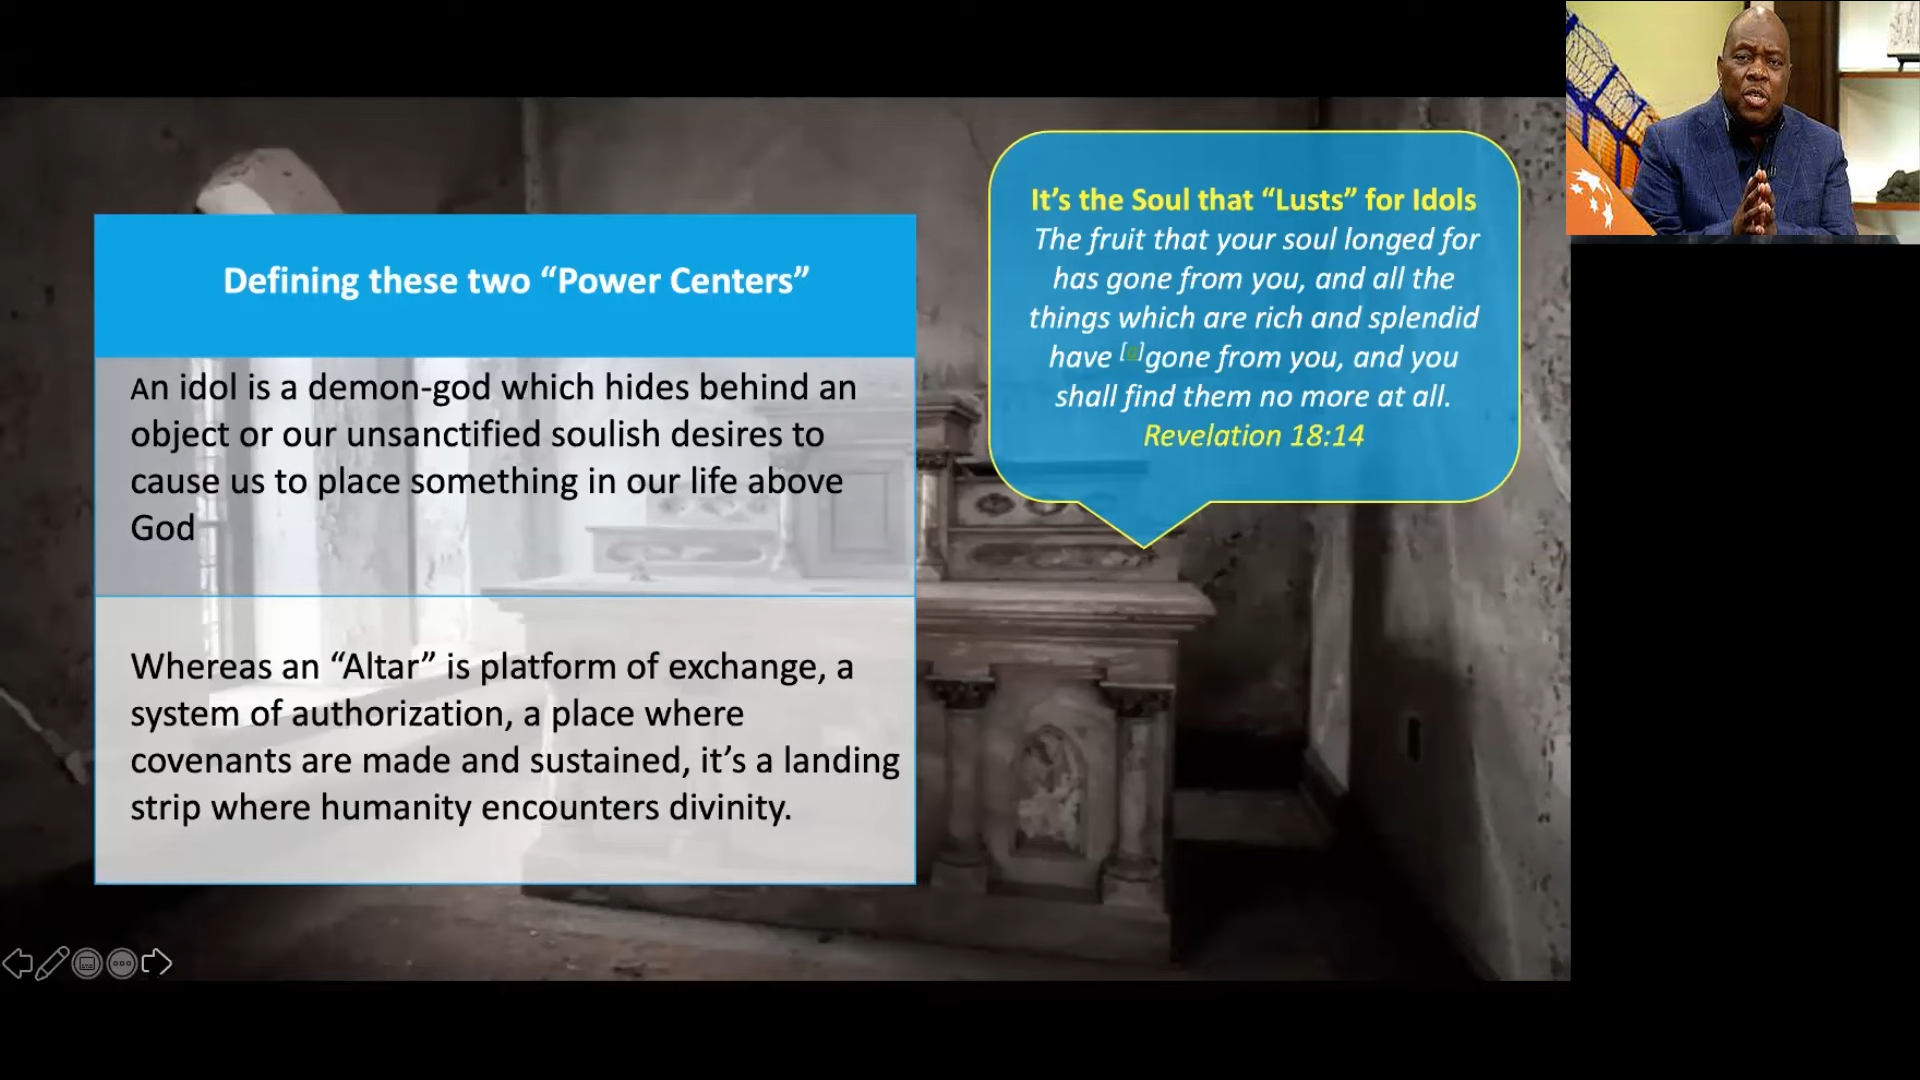 Defining these two “Power Centers”
An idol is a demon-god which hides behind an
object or our unsanctified soulish desires to
cause us to place something in our life above
God
Whereas an “Altar” is platform of exchange, a
system of authorization, a place where
covenants are made and sustained, it’s a landing
strip where humanity encounters divinity.
It’s the Soul that “Lusts” for Idols
The fruit that your soul longed for
has gone from you, and all the
things which are rich and splendid
have [a]gone from you, and you
shall find them no more at all.
Revelation 18:14